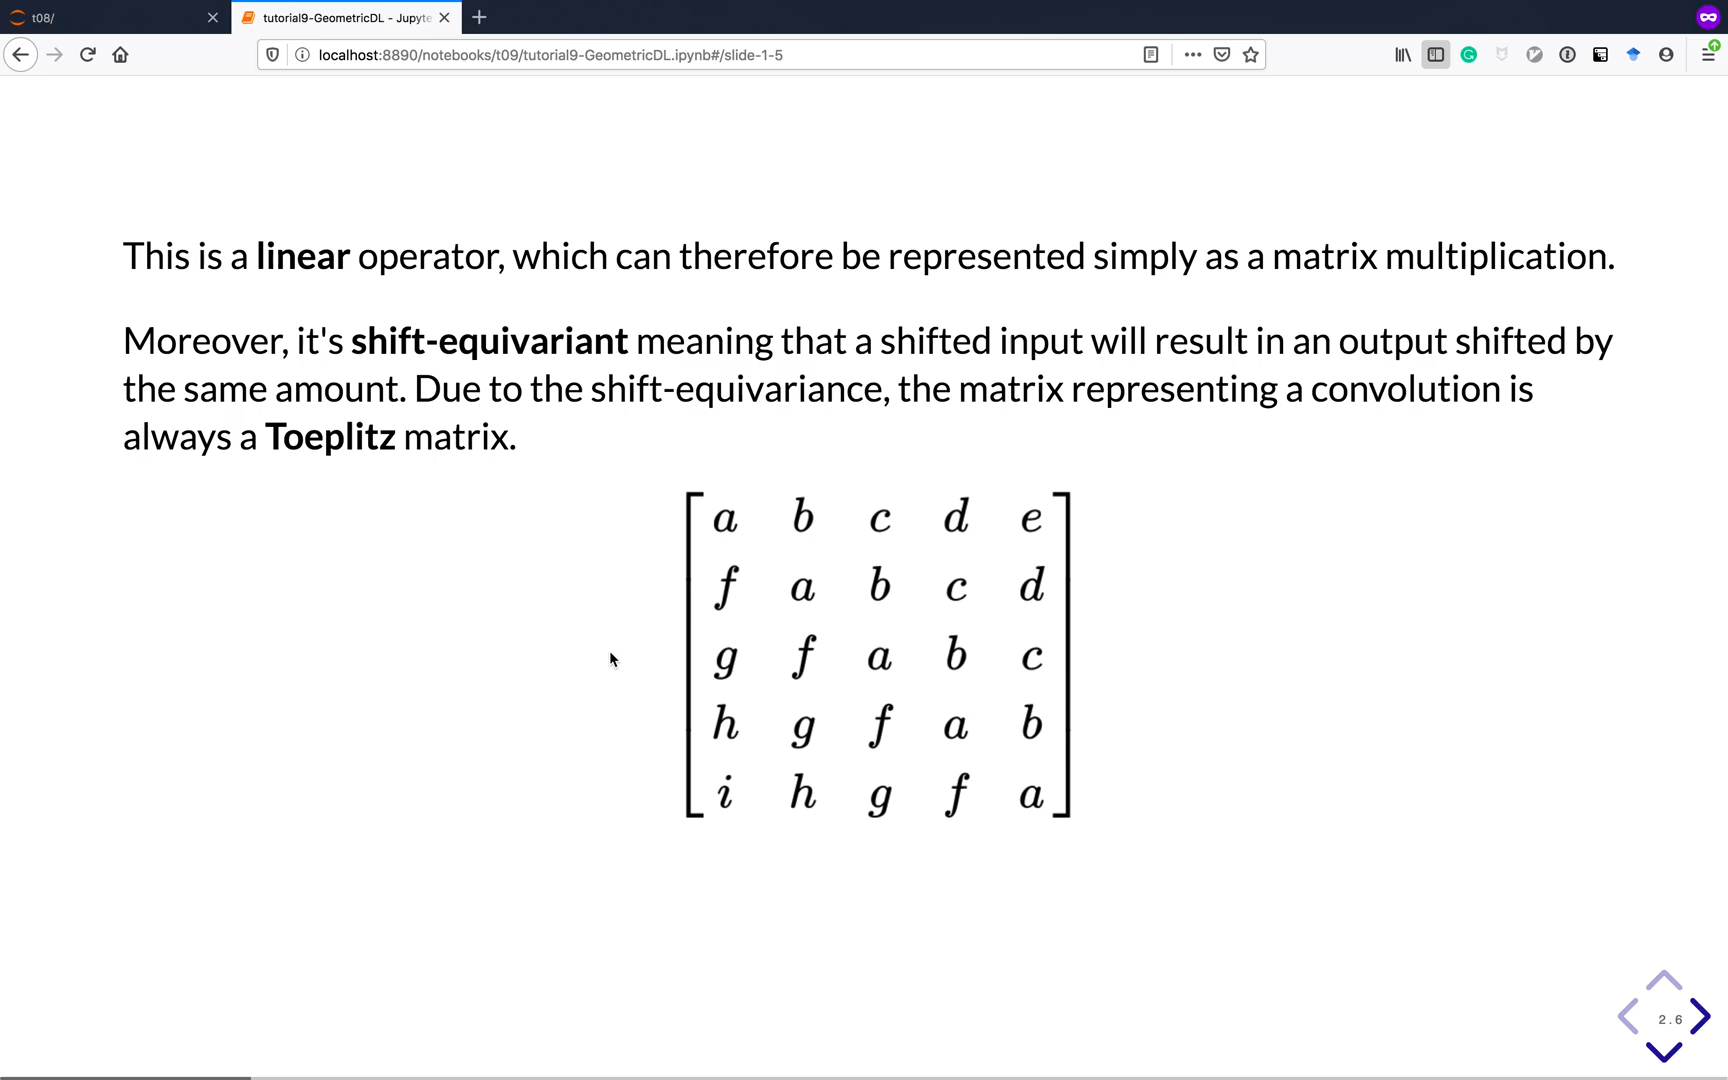 t08/
tutorial9-GeometricDL - Jupyte
localhost:8890/notebooks/t09/tutorial9-GeometricDL.ipynb#/slide-1-5
This is a linear operator, which can therefore be represented simply as a matrix multiplication.
Moreover, it's shift-equivariant meaning that a shifted input will result in an output shifted by
the same amount. Due to the shift-equivariance, the matrix representing a convolution is
always a Toeplitz matrix.
a b c d e
f a b c d
g f a b c
h g f a b
i h g f a
2.6